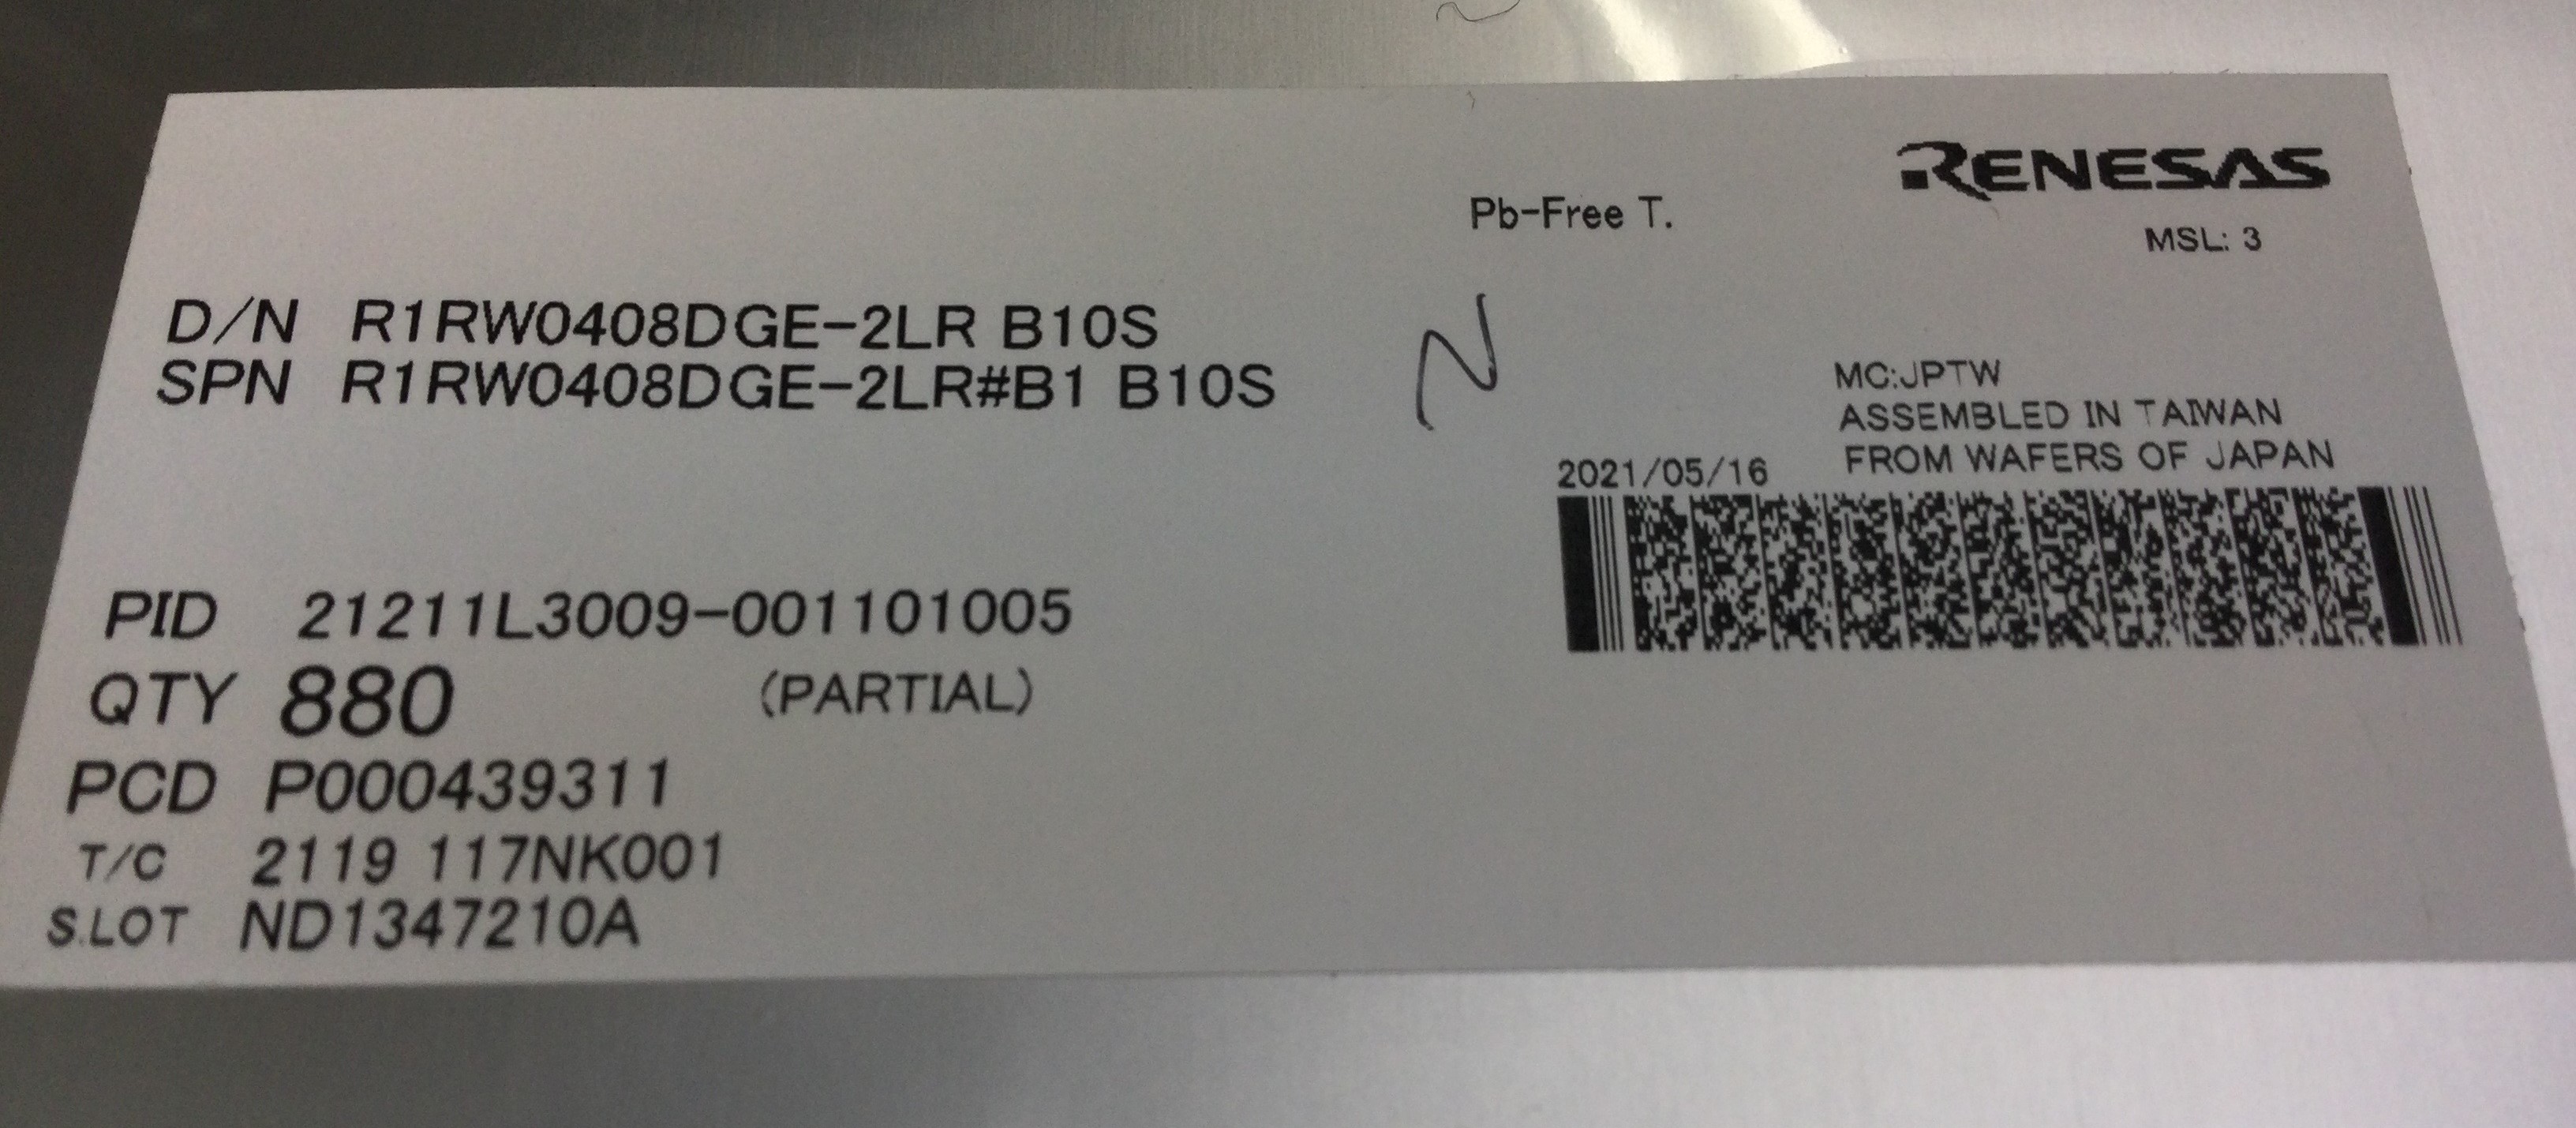 RENESAS
Pb-Free T.
MSL: 3
D/N R1RW0408DGE-2LR B10S
SPN R1RW0408DGE-2LR#B1 B10S
N
MC:JPTW
ASSEMBLED IN TAIWAN
FROM WAFERS OF JAPAN
2021/05/16
PID 21211L3009-001101005
QTY 880 (PARTIAL)
PCD P000439311
T/C 2119 117NK001
S.LOT ND1347210A